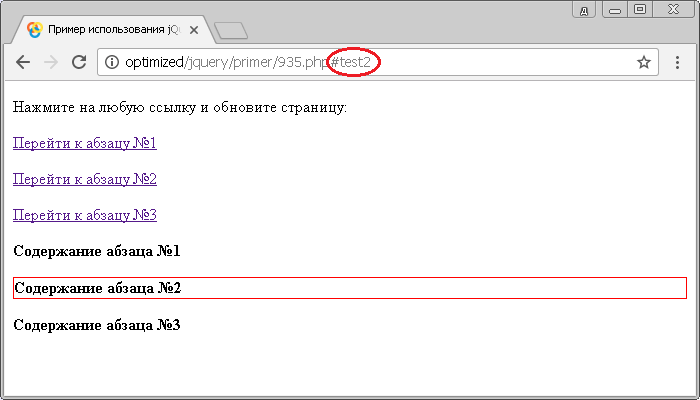 д
Пример использования jQu
optimized/jquery/primer/935.php#test2
Нажмите на любую ссылку и обновите страницу:
Перейти к абзацу №1
Перейти к абзацу №2
Перейти к абзацу №3
Содержание абзаца №1
Содержание абзаца №2
Содержание абзаца №3